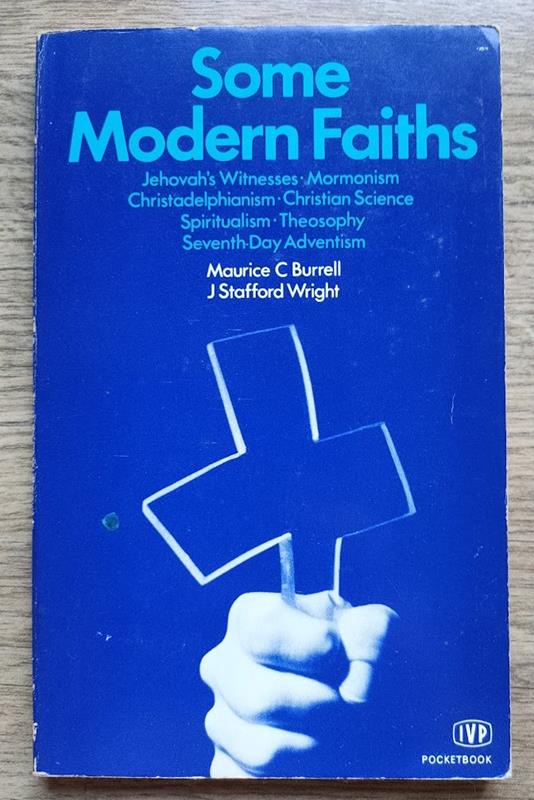 Some
Modern Faiths
Jehovah's Witnesses · Mormonism
Christadelphianism · Christian Science
Spiritualism · Theosophy
Seventh-Day Adventism
Maurice C Burrell
J Stafford Wright
IVP
POCKETBOOK